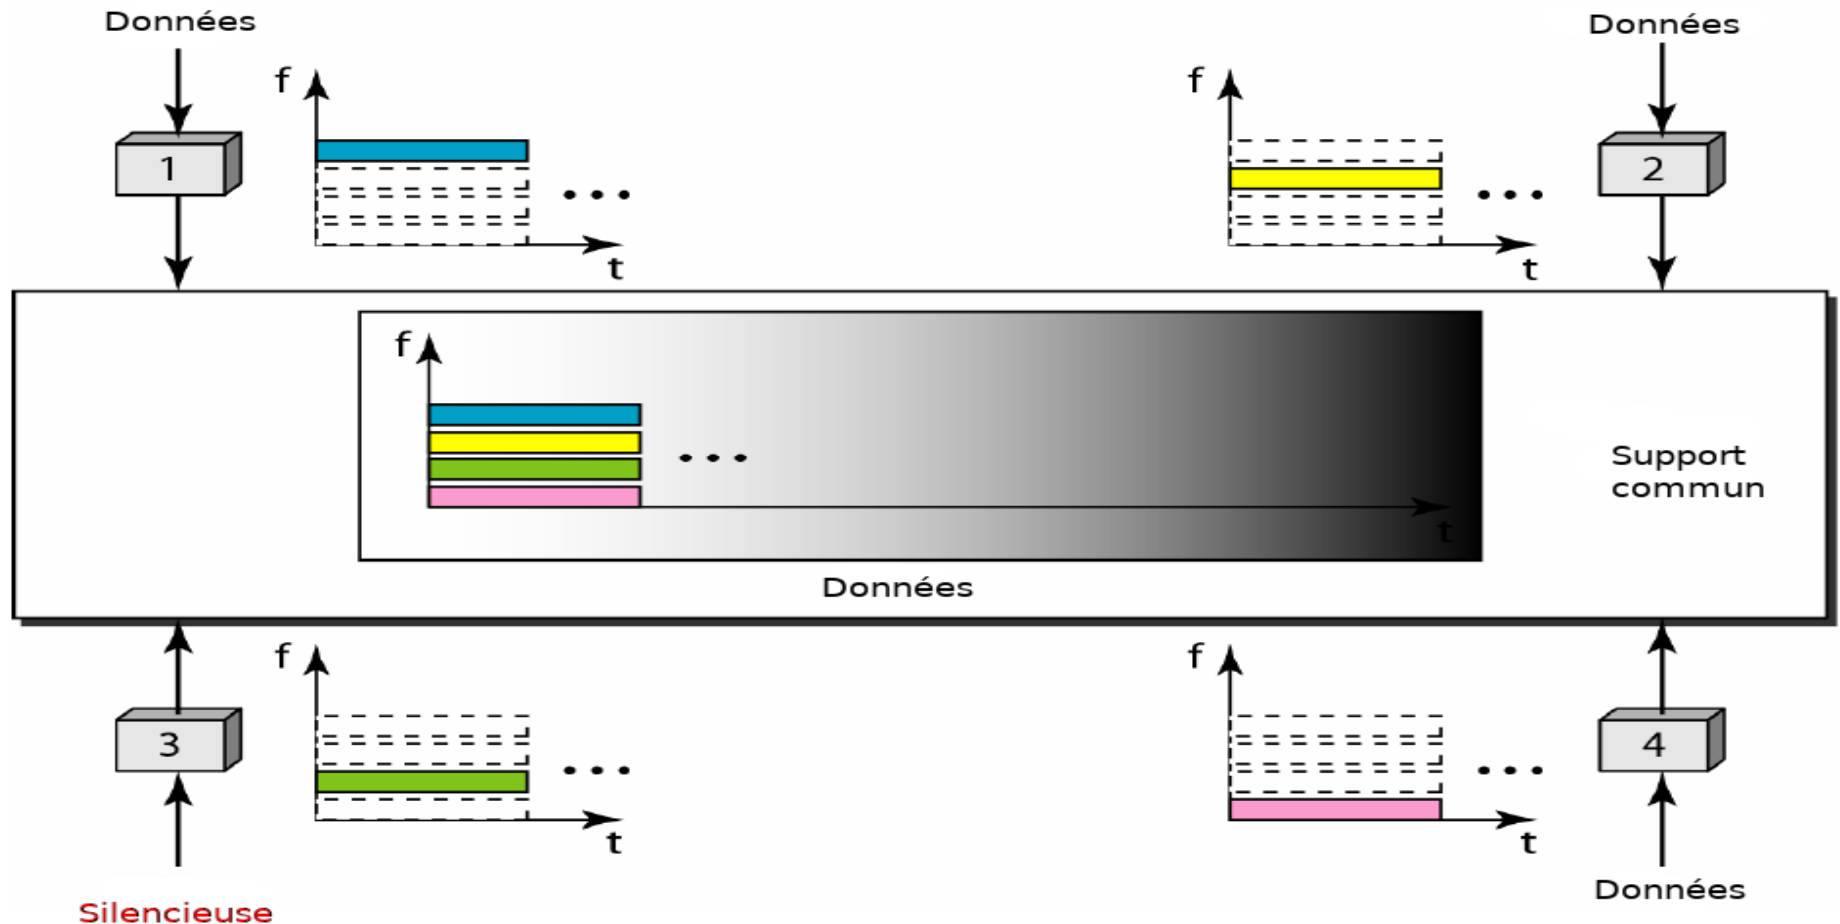 Données
Données
f
f
1
2
t
t
f
Support
commun
t
Données
f
f
3
4
t
t
Silencieuse
Données